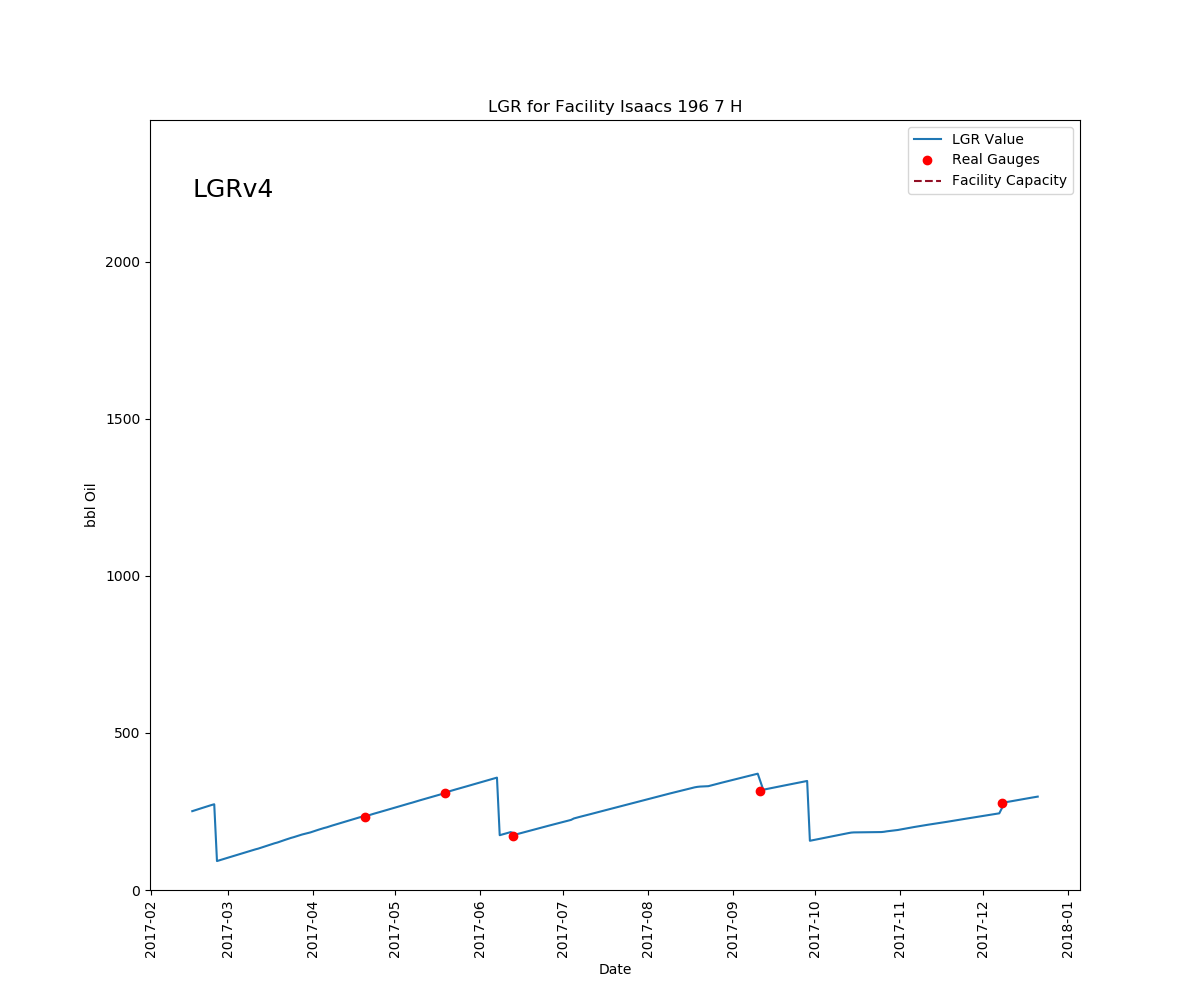 LGR for Facility Isaacs 196 7 H
LGR Value
Real Gauges
Facility Capacity
LGRv4
2000
1500
1000
500
0
bbl Oil
2017-02
2017-03
2017-04
2017-05
2017-06
2017-07
2017-08
2017-09
2017-10
2017-11
2017-12
2018-01
Date